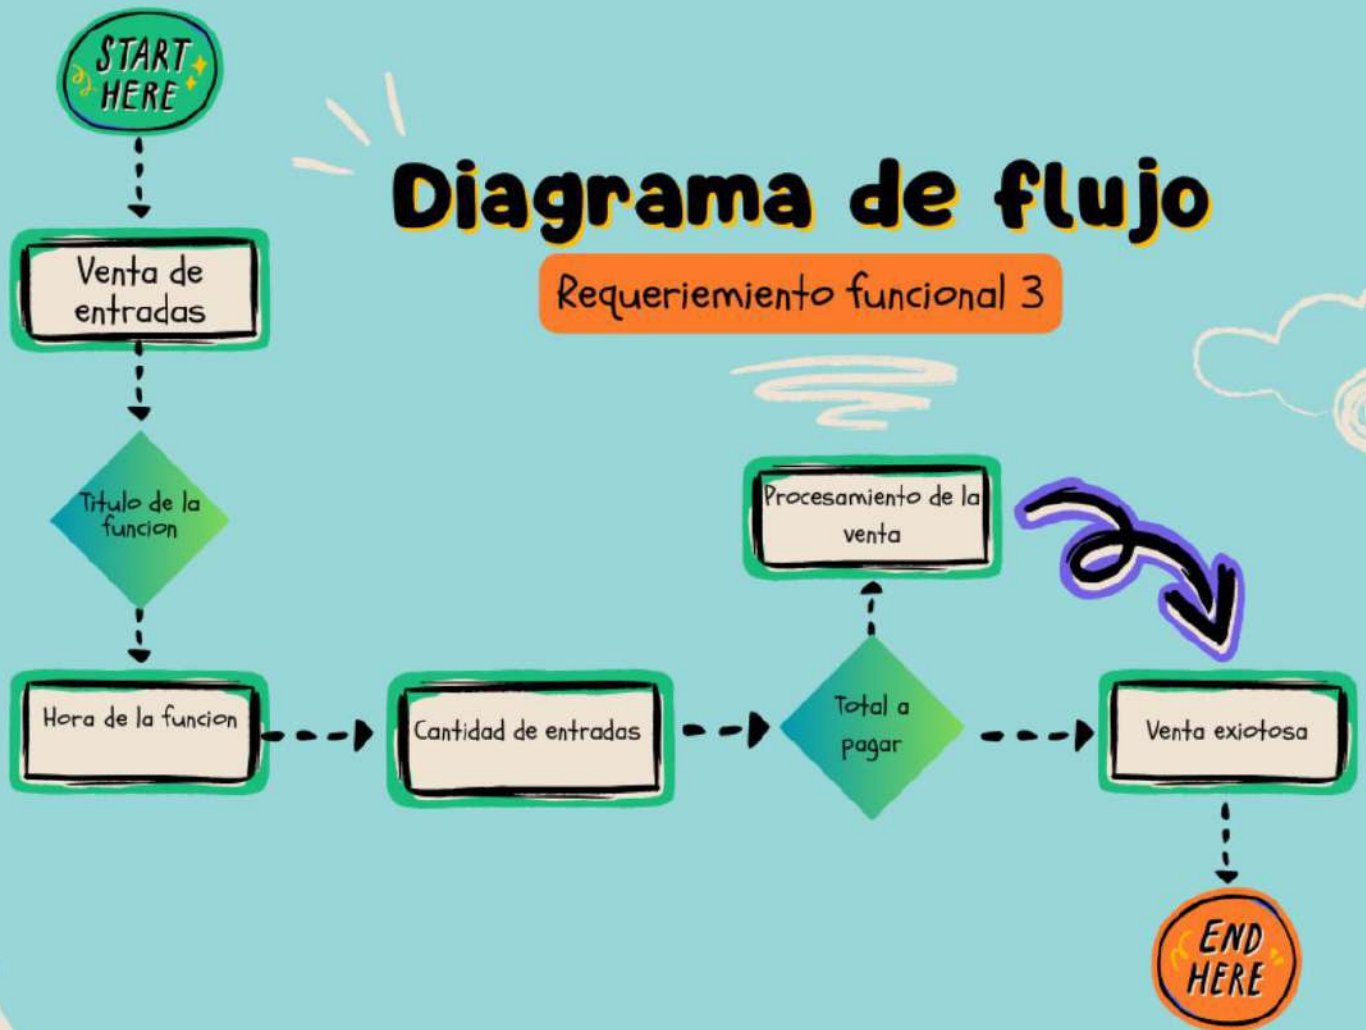 START
HERE
Diagrama de flujo
Requeriemiento funcional 3
Venta de
entradas
Titulo de la
funcion
Hora de la funcion
Cantidad de entradas
Total a
pagar
Procesamiento de la
venta
Venta exiotosa
END
HERE